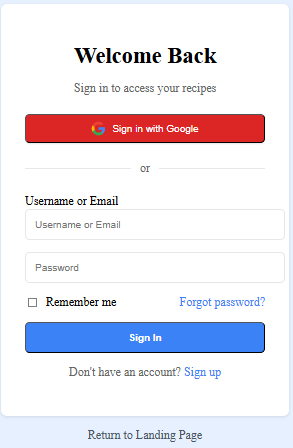 Welcome Back
Sign in to access your recipes
Sign in with Google
or
Username or Email
Username or Email
Password
Remember me Forgot password?
Sign In
Don't have an account? Sign up
Return to Landing Page